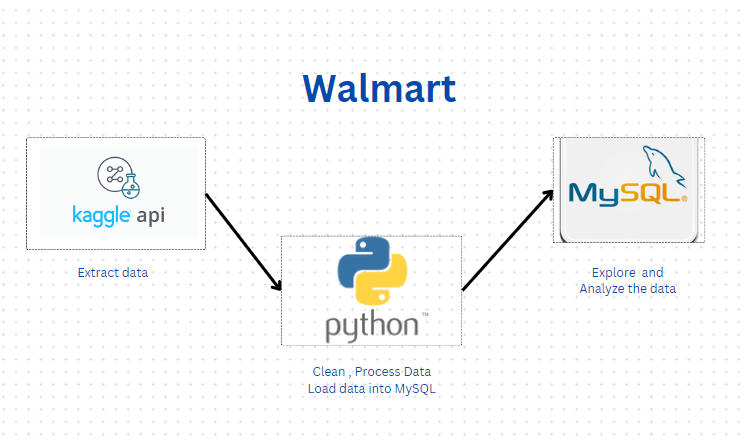 Walmart
kaggle api
Extract data
python™
Clean , Process Data
Load data into MySQL
MySQL®
Explore and
Analyze the data